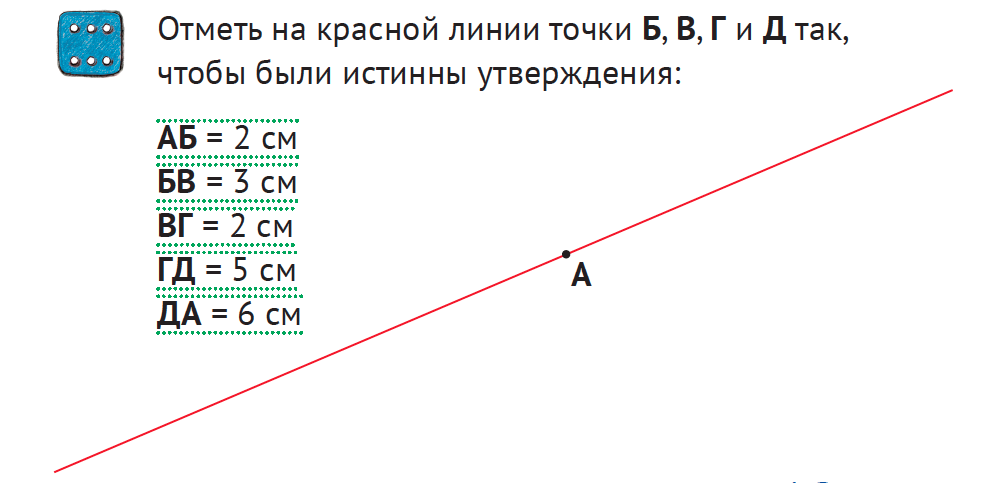 Отметь на красной линии точки Б, В, Г и Д так,
чтобы были истинны утверждения:
АБ = 2 см
БВ = 3 см
ВГ = 2 см
ГД = 5 см
ДА = 6 см
А